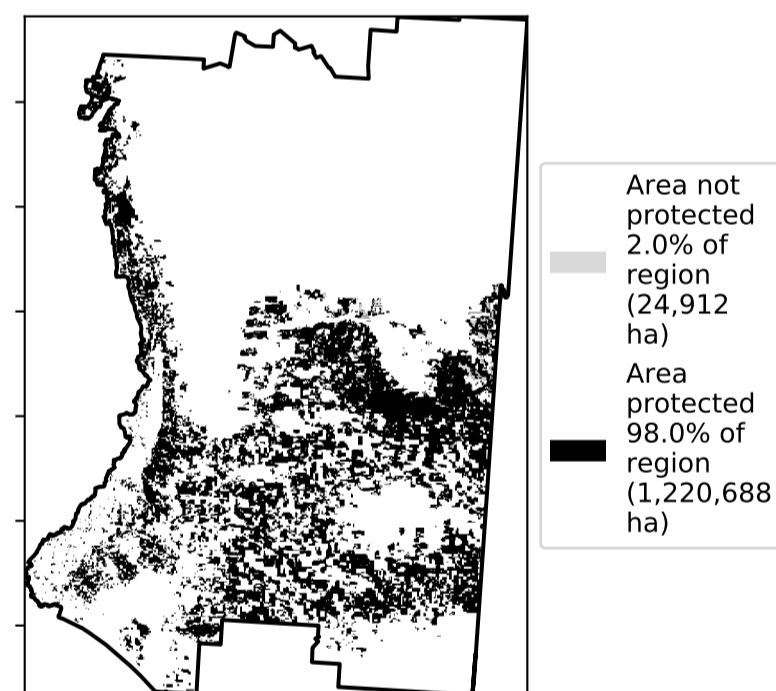 Area not
protected
2.0% of
region
(24,912
ha)
Area
protected
98.0% of
region
(1,220,688
ha)